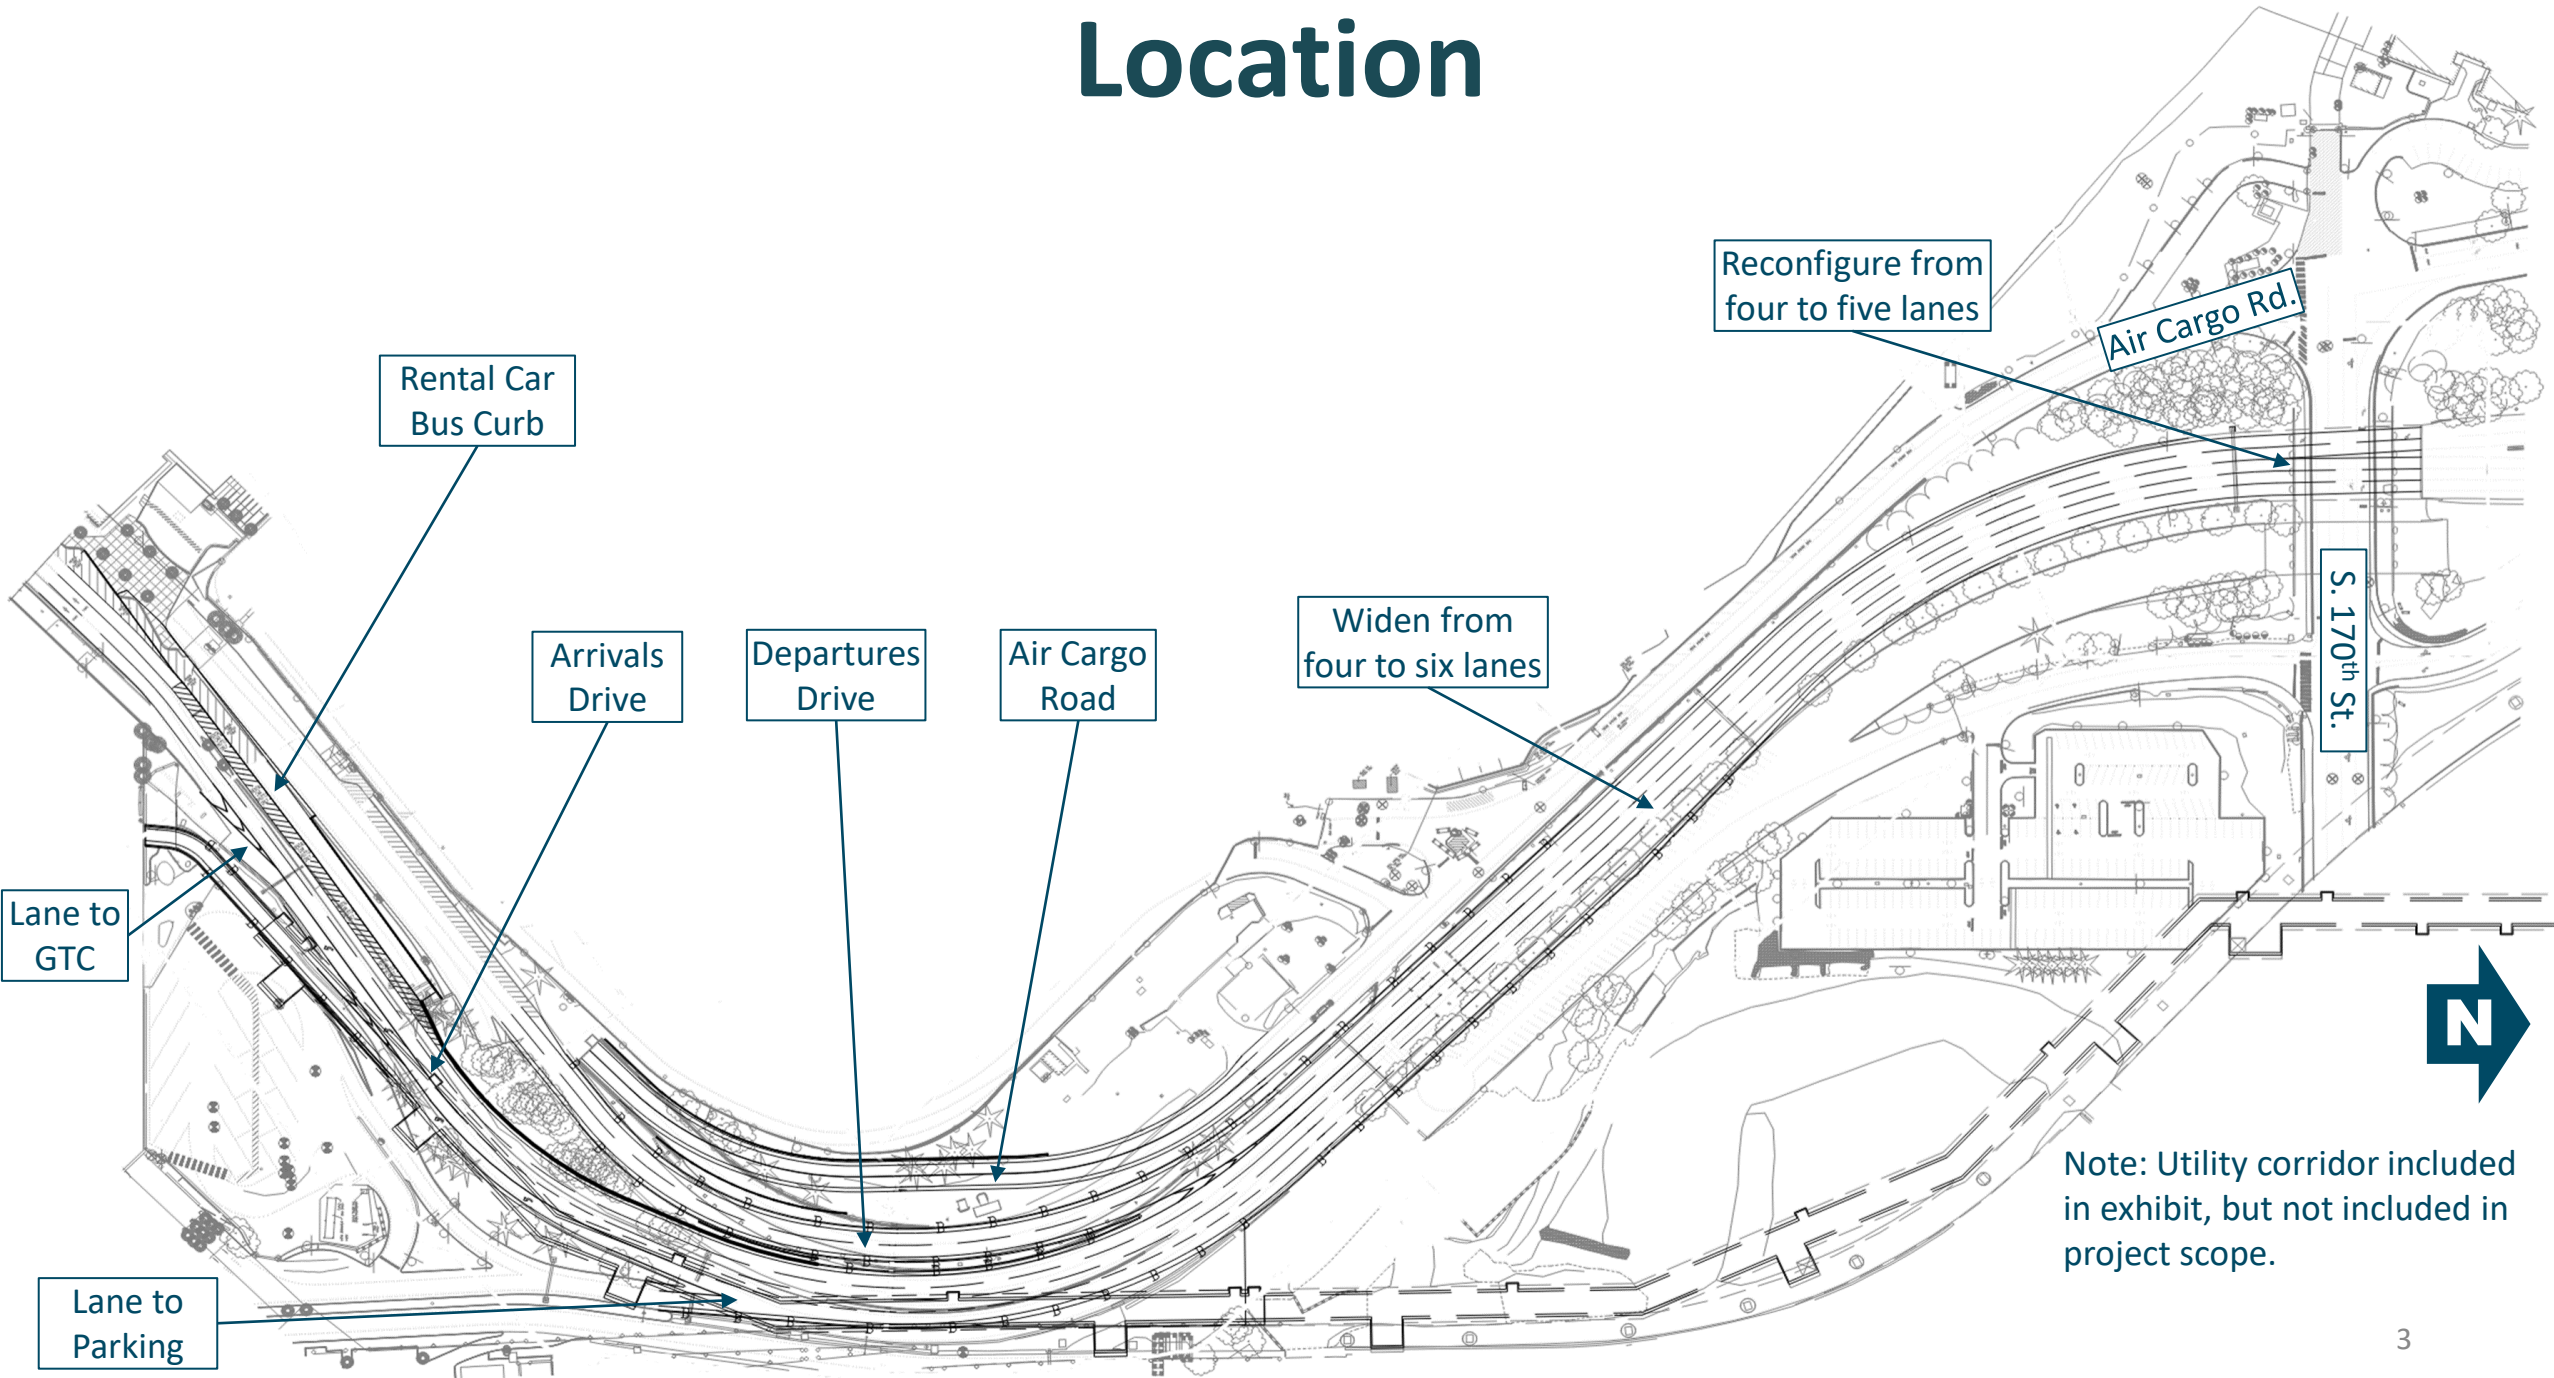 Location
Reconfigure from
four to five lanes
Air Cargo Rd.
Rental Car
Bus Curb
Arrivals
Drive
Departures
Drive
Air Cargo
Road
Widen from
four to six lanes
S. 170th St.
Lane to
GTC
N
Note: Utility corridor included
in exhibit, but not included in
project scope.
Lane to
Parking
3